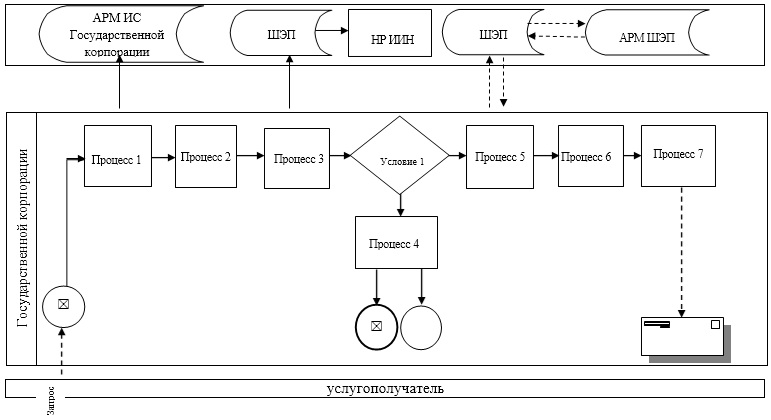 АРМ ИС
Государственной
корпорации
ШЭП
НР ИИН
ШЭП
АРМ ШЭП
Государственной корпорации
Процесс 1
Процесс 2
Процесс 3
Условие 1
Процесс 5
Процесс 6
Процесс 7
Процесс 4
услугополучатель
Запрос